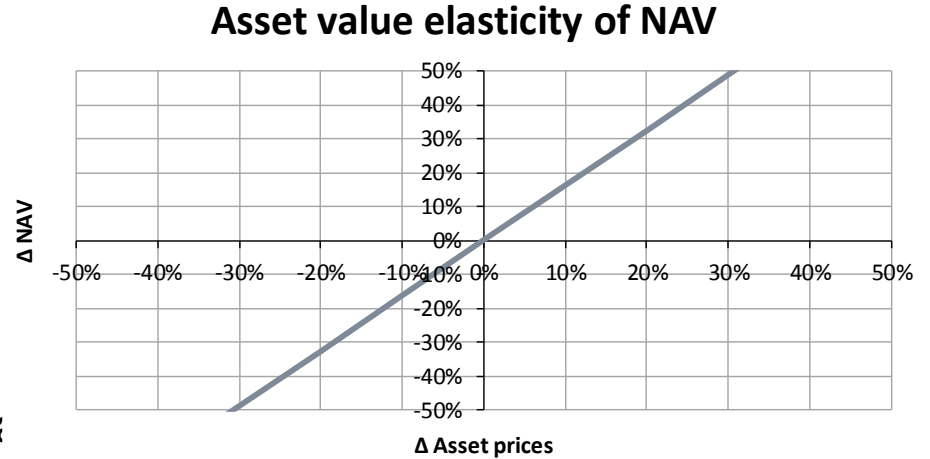 Asset value elasticity of NAV
50%
40%
30%
20%
10%
0%
-50% -40% -30% -20% -10% 0% 10% 20% 30% 40% 50%
-10%
-20%
-30%
-40%
-50%
Δ NAV
Δ Asset prices